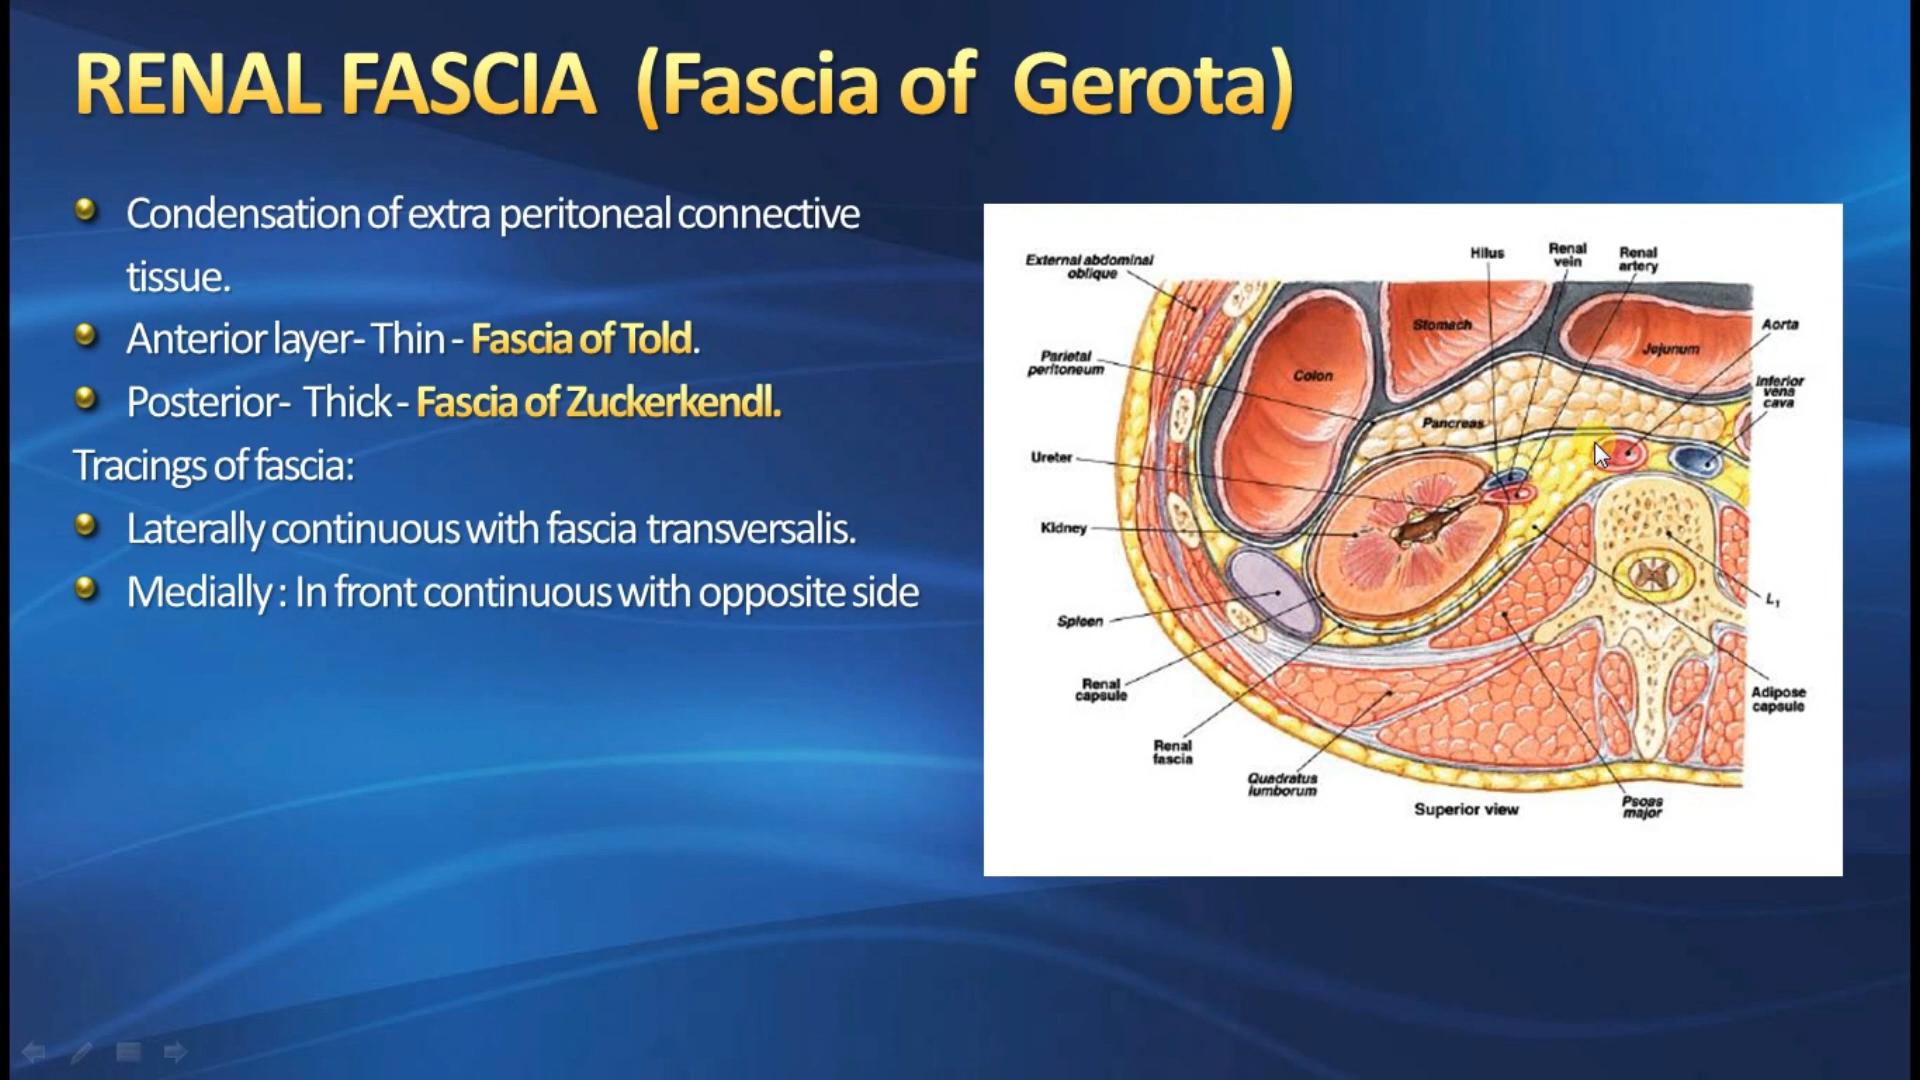 RENAL FASCIA (Fascia of Gerota)
Condensation of extra peritoneal connective
tissue.
Anterior layer- Thin - Fascia of Told.
Posterior- Thick - Fascia of Zuckerkendl.
Tracings of fascia:
Laterally continuous with fascia transversalis.
Medially : In front continuous with opposite side
External abdominal
oblique
Hilus
Renal
vein
Renal
artery
Stomach
Aorta
Jejunum
Parietal
peritoneum
Colon
Inferior
vena
cava
Pancreas
Ureter
Kidney
L1
Spleen
Renal
capsule
Adipose
capsule
Renal
fascia
Quadratus
lumborum
Superior view
Psoas
major